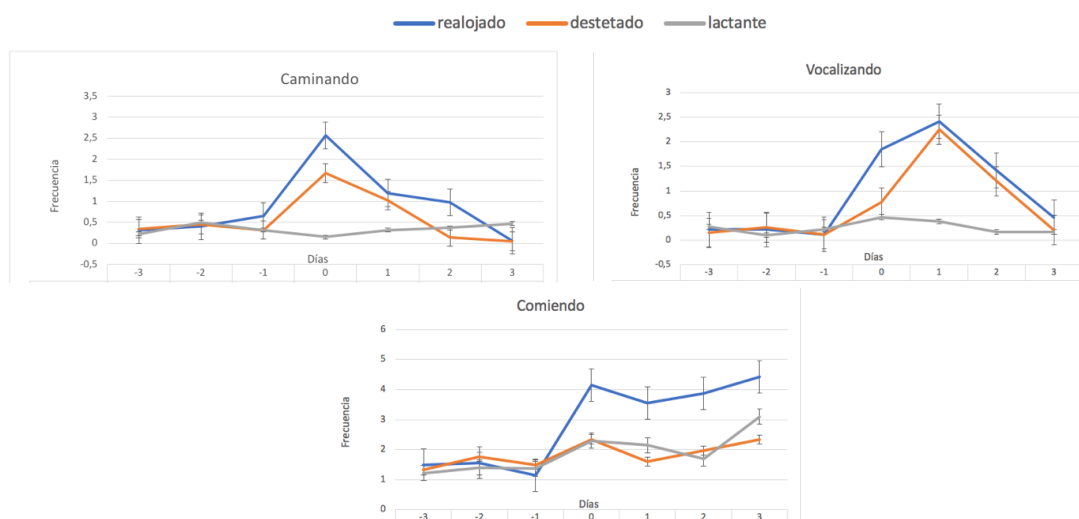 realojado destetado lactante
Caminando
3,5
3
2,5
2
1,5
1
0,5
0
-0,5
Frecuencia
Días
-3 -2 -1 0 1 2 3
Vocalizando
3
2,5
2
1,5
1
0,5
0
-0,5
Frecuencia
Días
-3 -2 -1 0 1 2 3
Comiendo
6
5
4
3
2
1
0
Frecuencia
Días
-3 -2 -1 0 1 2 3